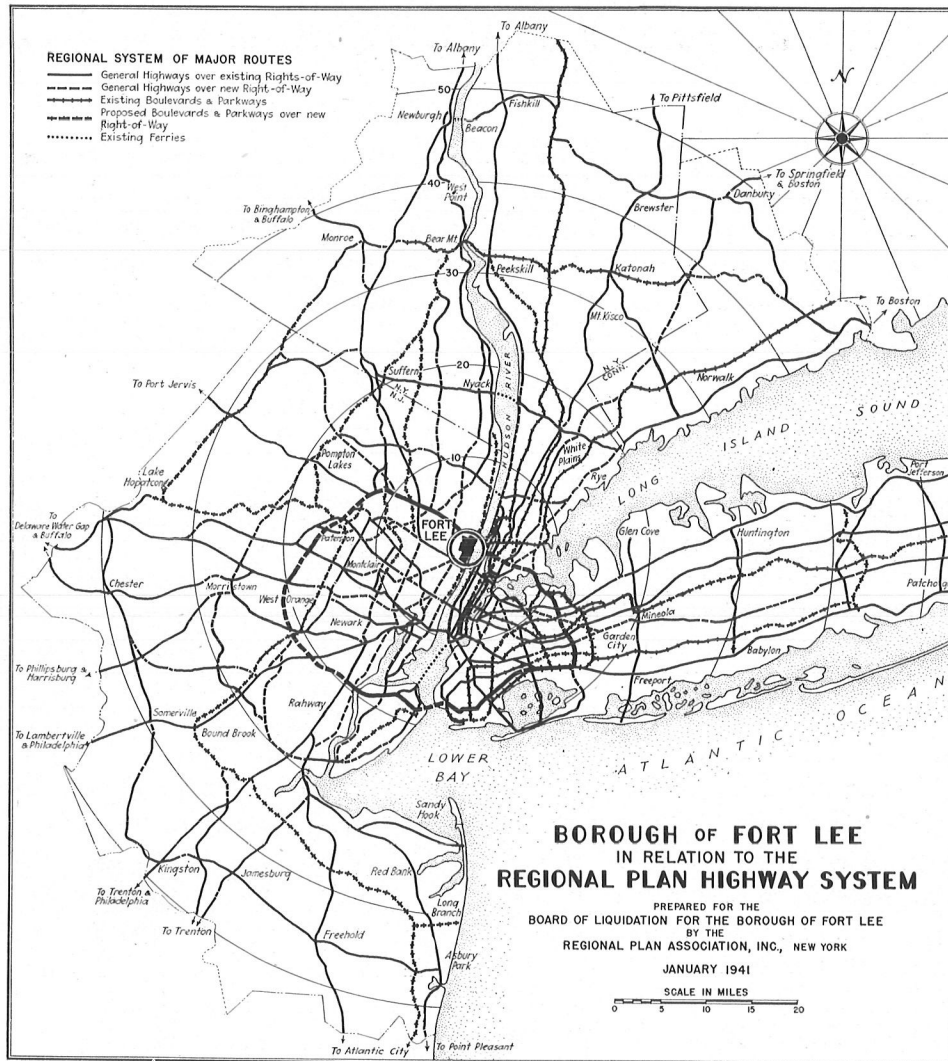 REGIONAL SYSTEM OF MAJOR ROUTES
General Highways over existing Rights-of-Way
General Highways over new Right-of-Way
Existing Boulevards & Parkways
Proposed Boulevards & Parkways over new
Right-of-Way
Existing Ferries
To Albany
To Albany
50
Newburgh
Beacon
Fishkill
To Pittsfield
N
To Springfield
& Boston
40
West
Point
Brewster
Danbury
To Binghampton
& Buffalo
Monroe
Bear Mt.
30
Peekskill
Katonah
Mt. Kisco
To Boston
20
HUDSON RIVER
N.Y.
CONN.
Norwalk
To Port Jervis
Suffern
N.Y.
N.J.
Nyack
LONG ISLAND SOUND
10
White
Plains
Rye
Pompton
Lakes
Lake
Hopatcong
Port
Jefferson
To
Delaware Water Gap
& Buffalo
FORT
LEE
Paterson
Glen Cove
Huntington
Montclair
Chester
Morristown
West Orange
Newark
Mineola
Garden
City
Babylon
Freeport
To Phillipsburg &
Harrisburg
Somerville
Rahway
Bound Brook
To Lambertville
& Philadelphia
ATLANTIC OCEAN
LOWER
BAY
Sandy
Hook
BOROUGH OF FORT LEE
IN RELATION TO THE
REGIONAL PLAN HIGHWAY SYSTEM
PREPARED FOR THE
BOARD OF LIQUIDATION FOR THE BOROUGH OF FORT LEE
BY THE
REGIONAL PLAN ASSOCIATION, INC., NEW YORK
JANUARY 1941
SCALE IN MILES
0 5 10 15 20
Kingston
Jamesburg
Red Bank
To Trenton &
Philadelphia
Long
Branch
To Trenton
Freehold
Asbury
Park
To Atlantic City
To Point Pleasant